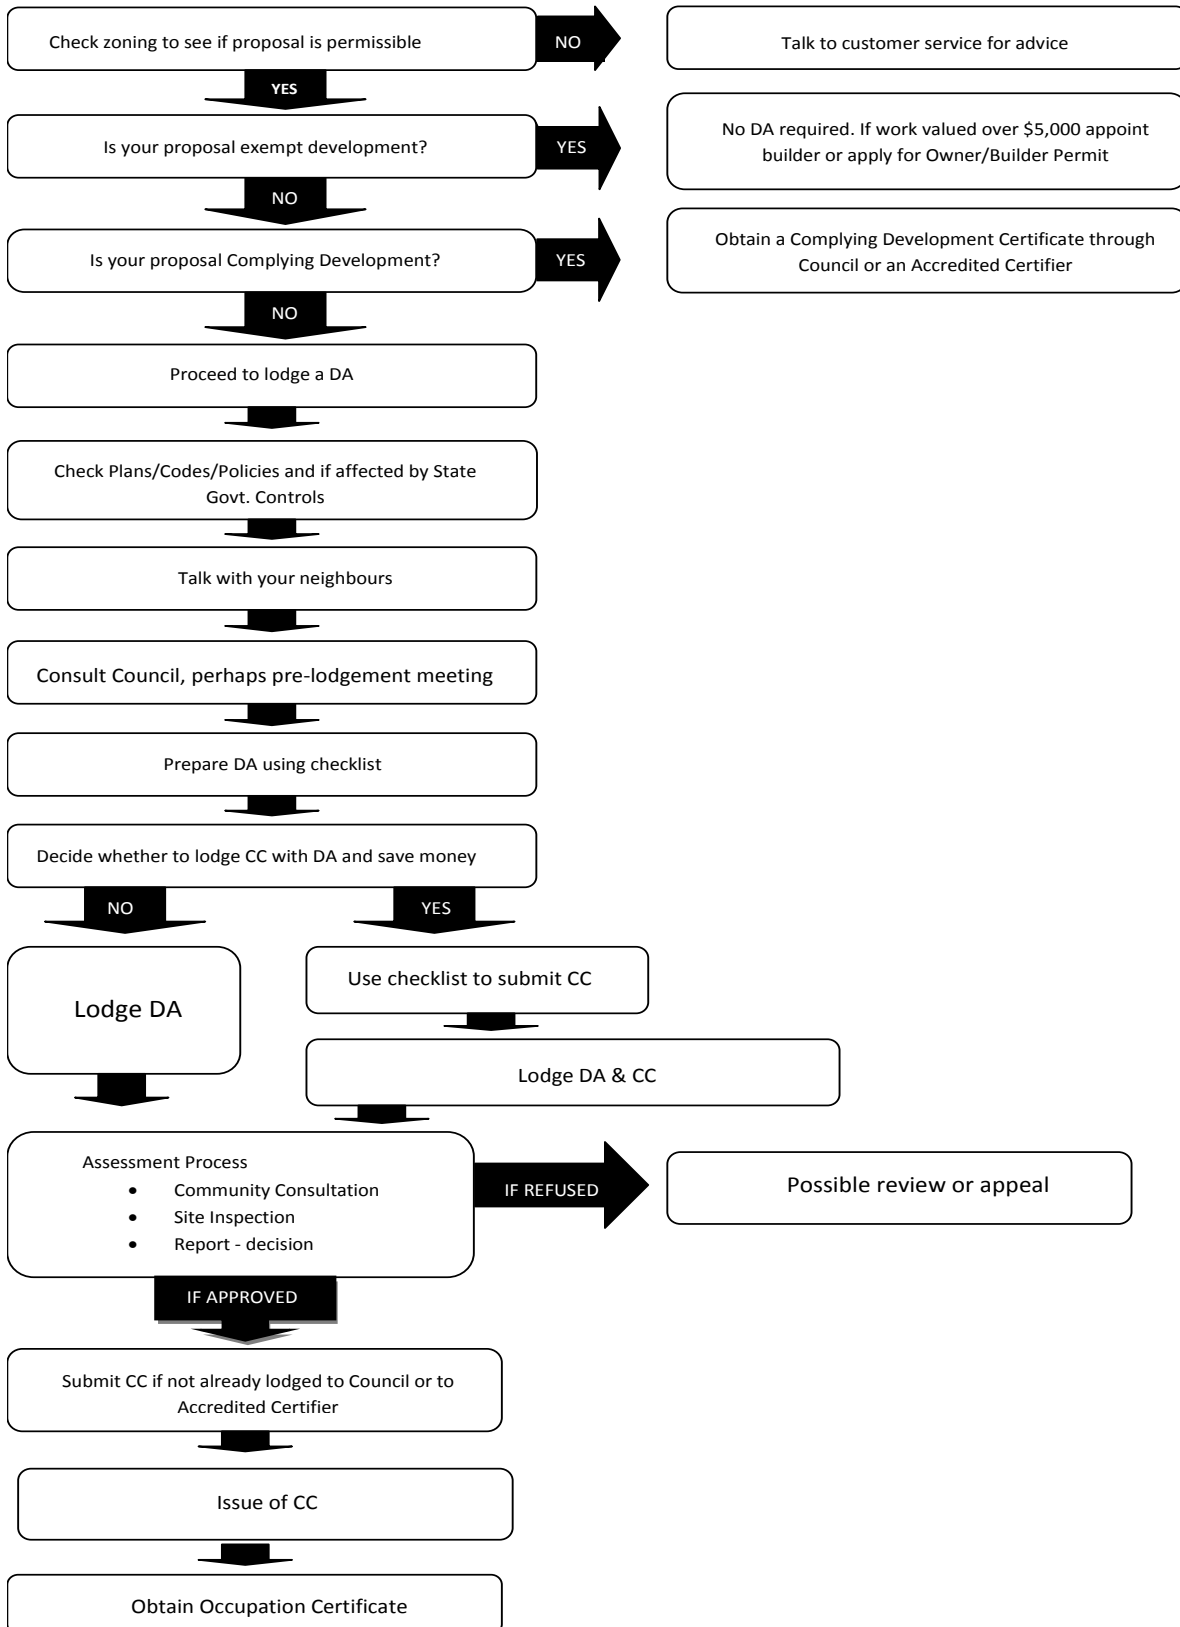 Check zoning to see if proposal is permissible
NO
Talk to customer service for advice
YES
Is your proposal exempt development?
YES
No DA required. If work valued over $5,000 appoint
builder or apply for Owner/Builder Permit
NO
Is your proposal Complying Development?
YES
Obtain a Complying Development Certificate through
Council or an Accredited Certifier
NO
Proceed to lodge a DA
Check Plans/Codes/Policies and if affected by State
Govt. Controls
Talk with your neighbours
Consult Council, perhaps pre-lodgement meeting
Prepare DA using checklist
Decide whether to lodge CC with DA and save money
NO
YES
Lodge DA
Use checklist to submit CC
Lodge DA & CC
Assessment Process
• Community Consultation
• Site Inspection
• Report - decision
IF REFUSED
Possible review or appeal
IF APPROVED
Submit CC if not already lodged to Council or to
Accredited Certifier
Issue of CC
Obtain Occupation Certificate